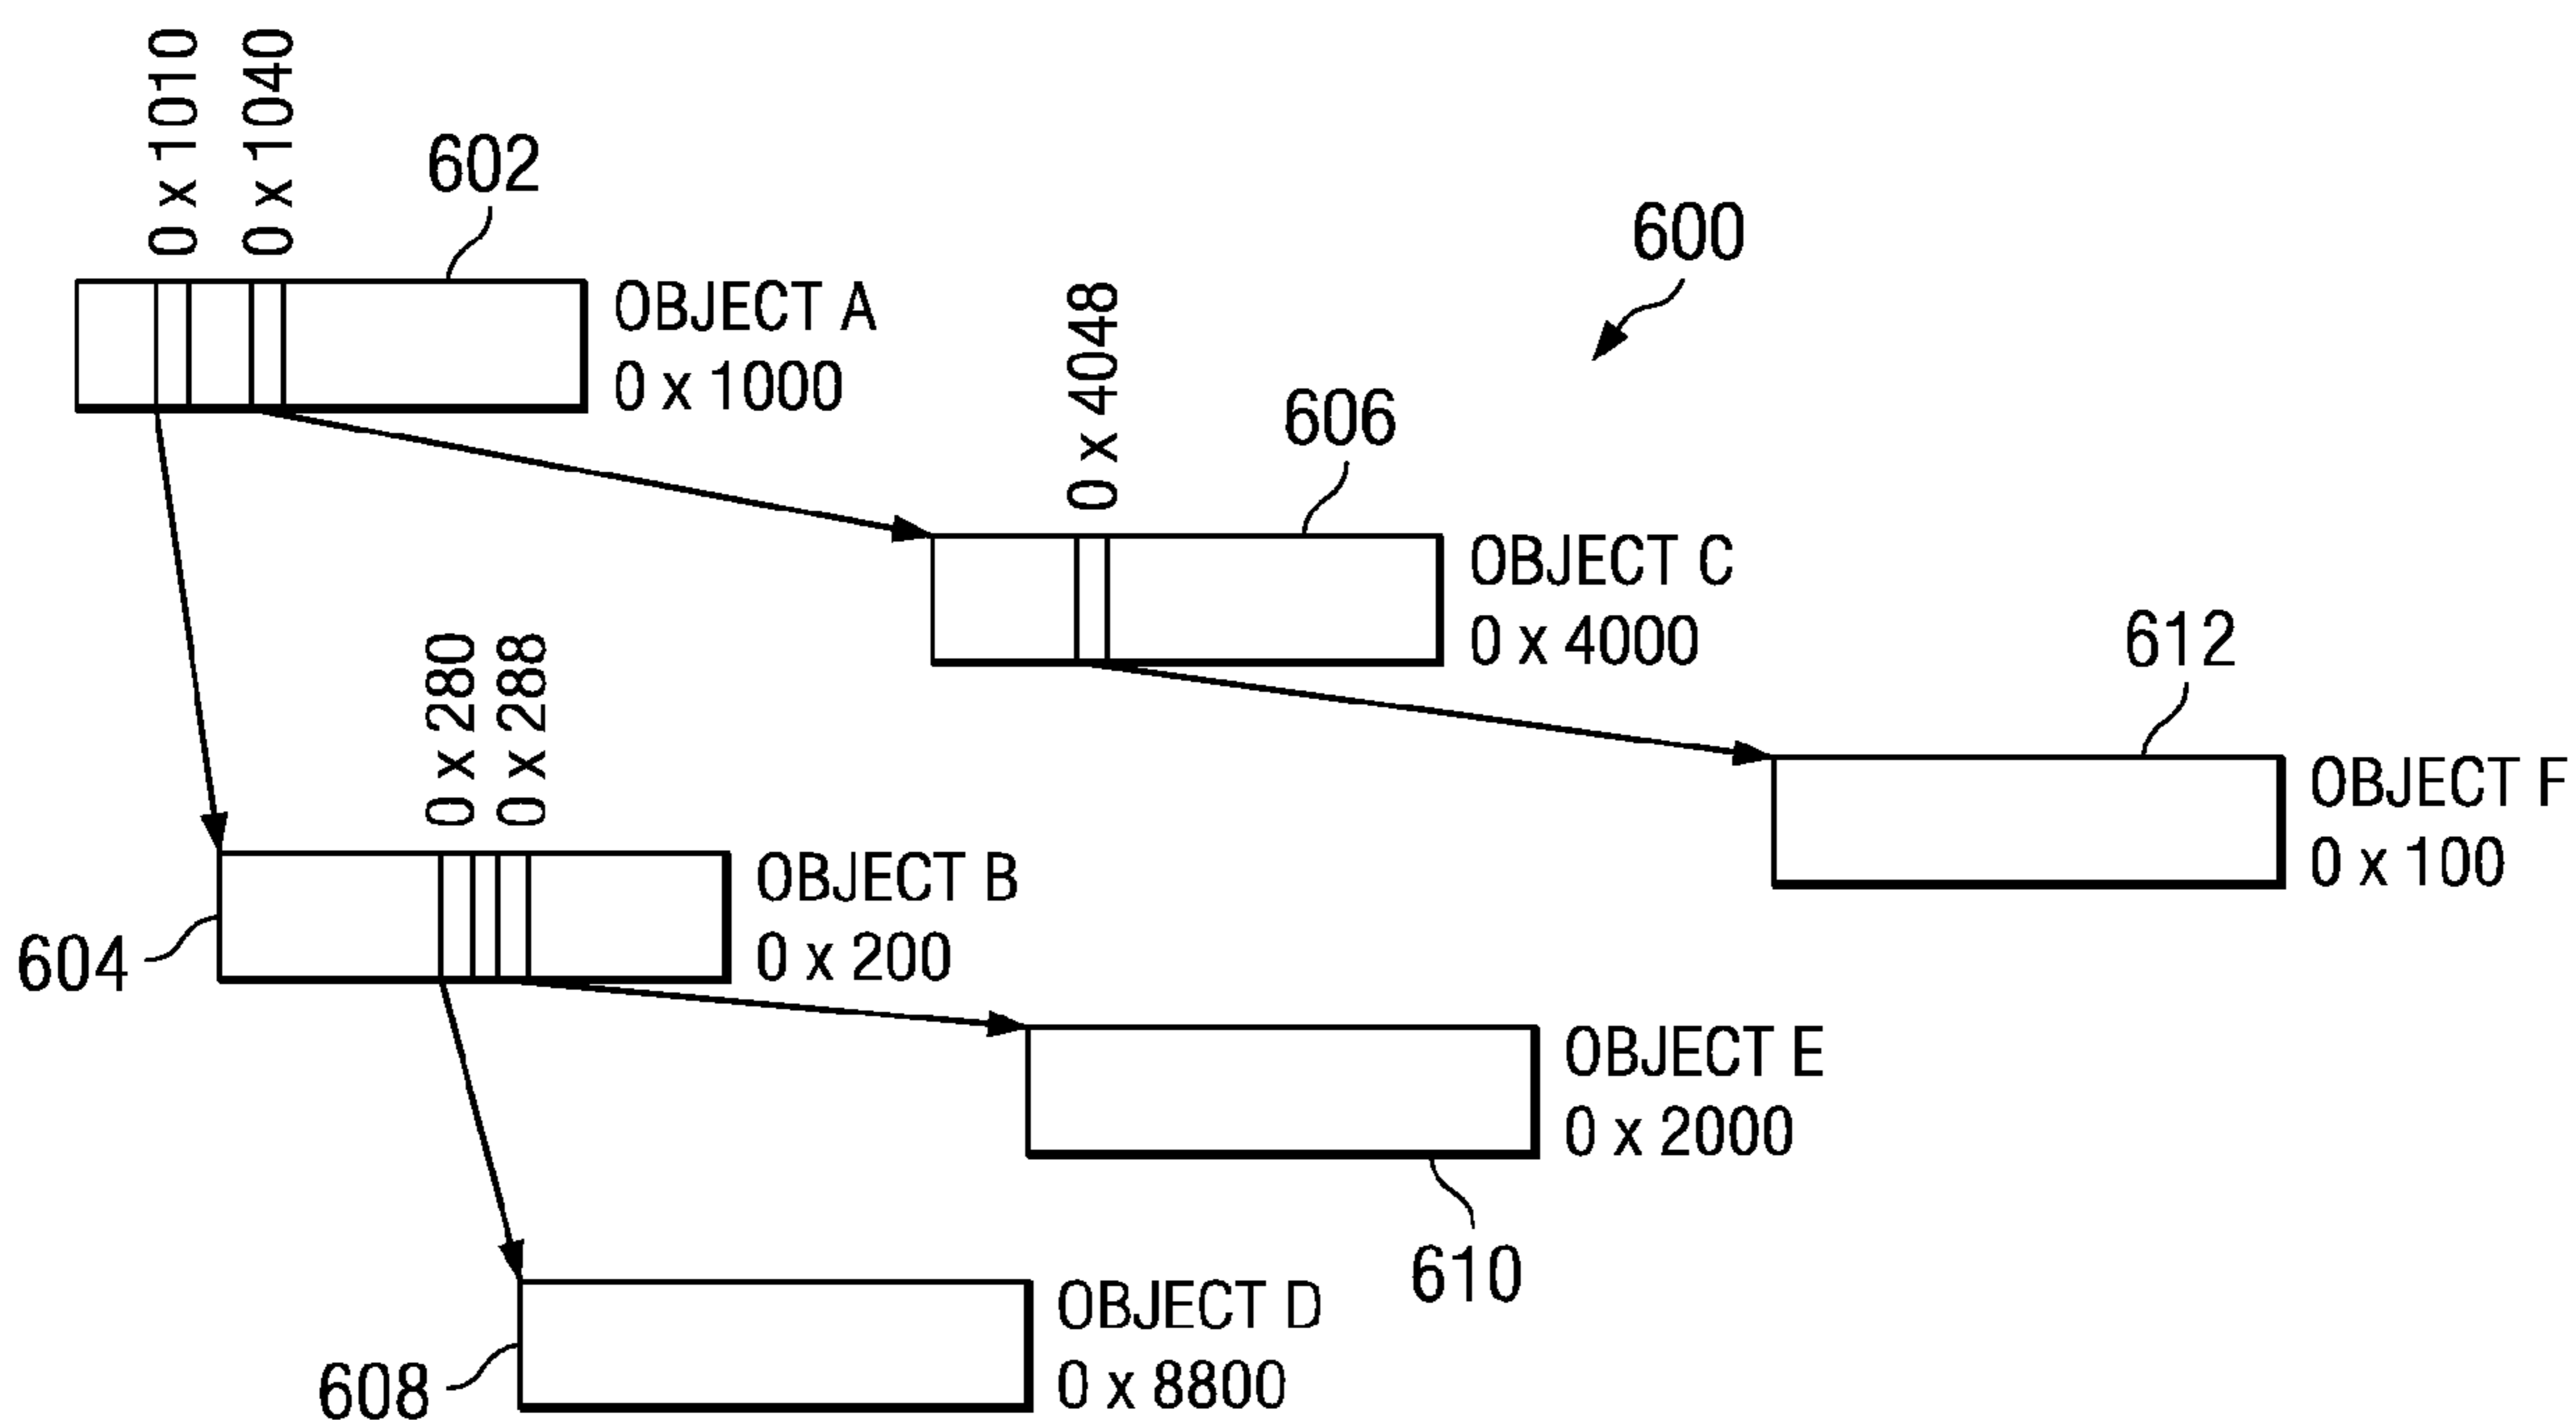 0 x 1010
0 x 1040
602
OBJECT A
0 x 1000
600
0 x 4048
606
OBJECT C
0 x 4000
612
OBJECT F
0 x 100
0 x 280
0 x 288
604
OBJECT B
0 x 200
OBJECT E
0 x 2000
610
608
OBJECT D
0 x 8800